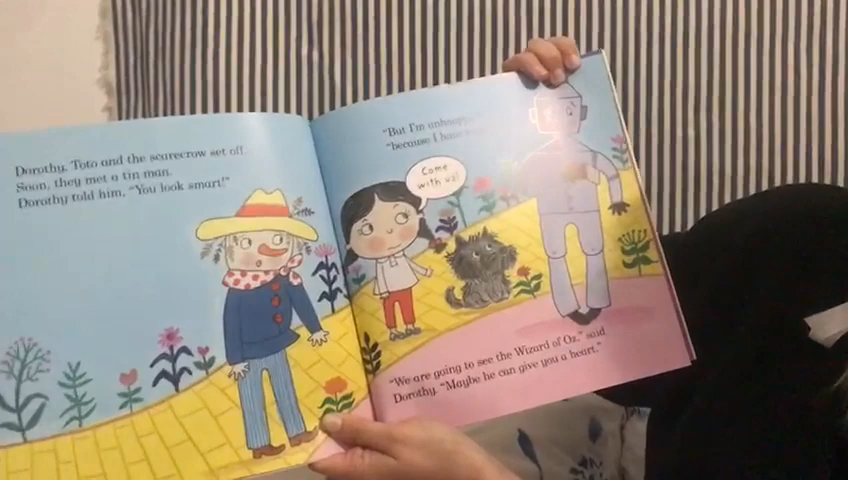 Dorothy, Toto and the scarecrow set off.
Soon, they met a tin man.
Dorothy told him, "You look smart!"
"But I'm
"because I
Come
with us!
"We are going to see the Wizard of Oz," said
Dorothy. "Maybe he can give you a heart."